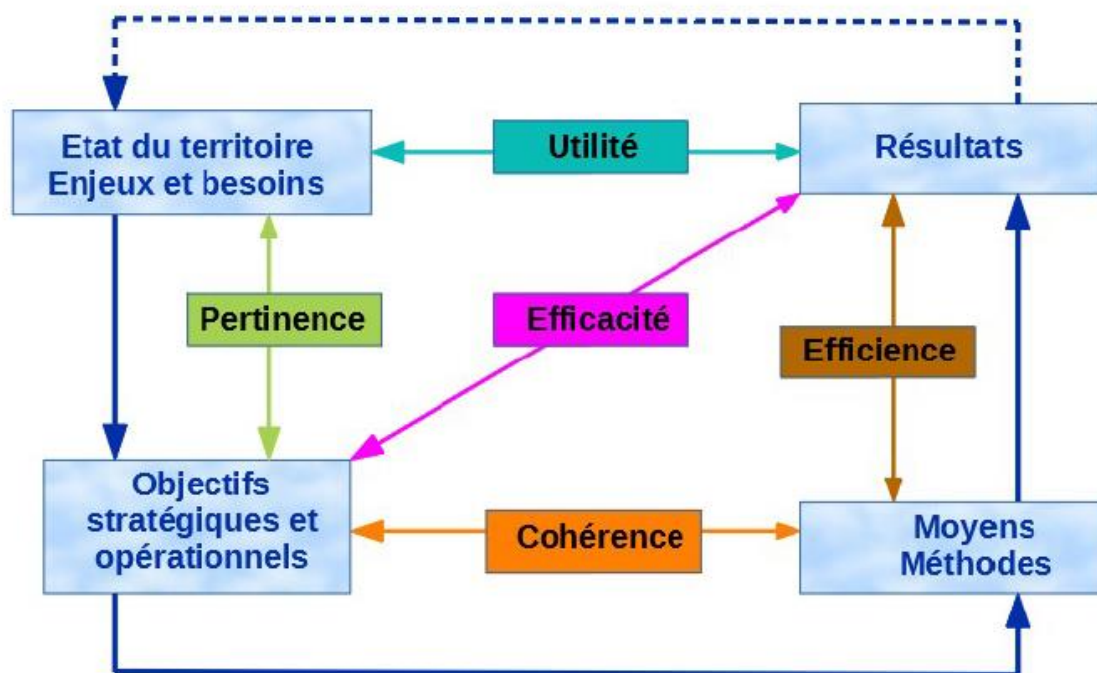 Etat du territoire
Enjeux et besoins
Utilité
Résultats
Pertinence
Efficacité
Efficience
Objectifs
stratégiques et
opérationnels
Cohérence
Moyens
Méthodes